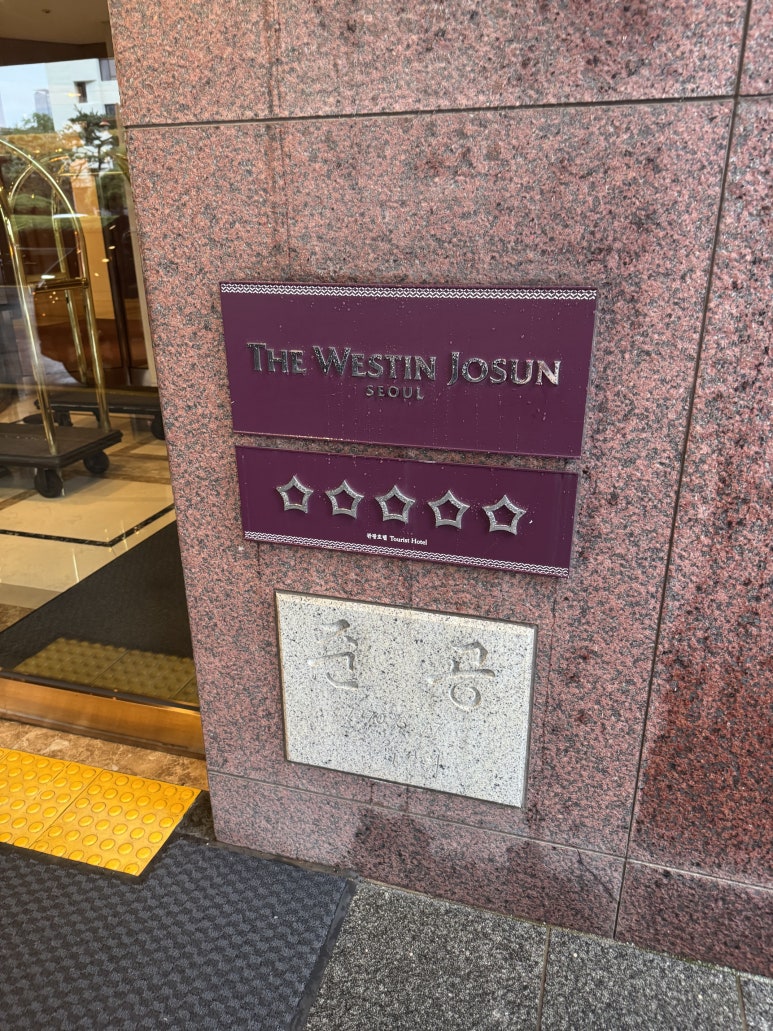 THE WESTIN JOSUN
SEOUL
관광호텔 Tourist Hotel
준 공